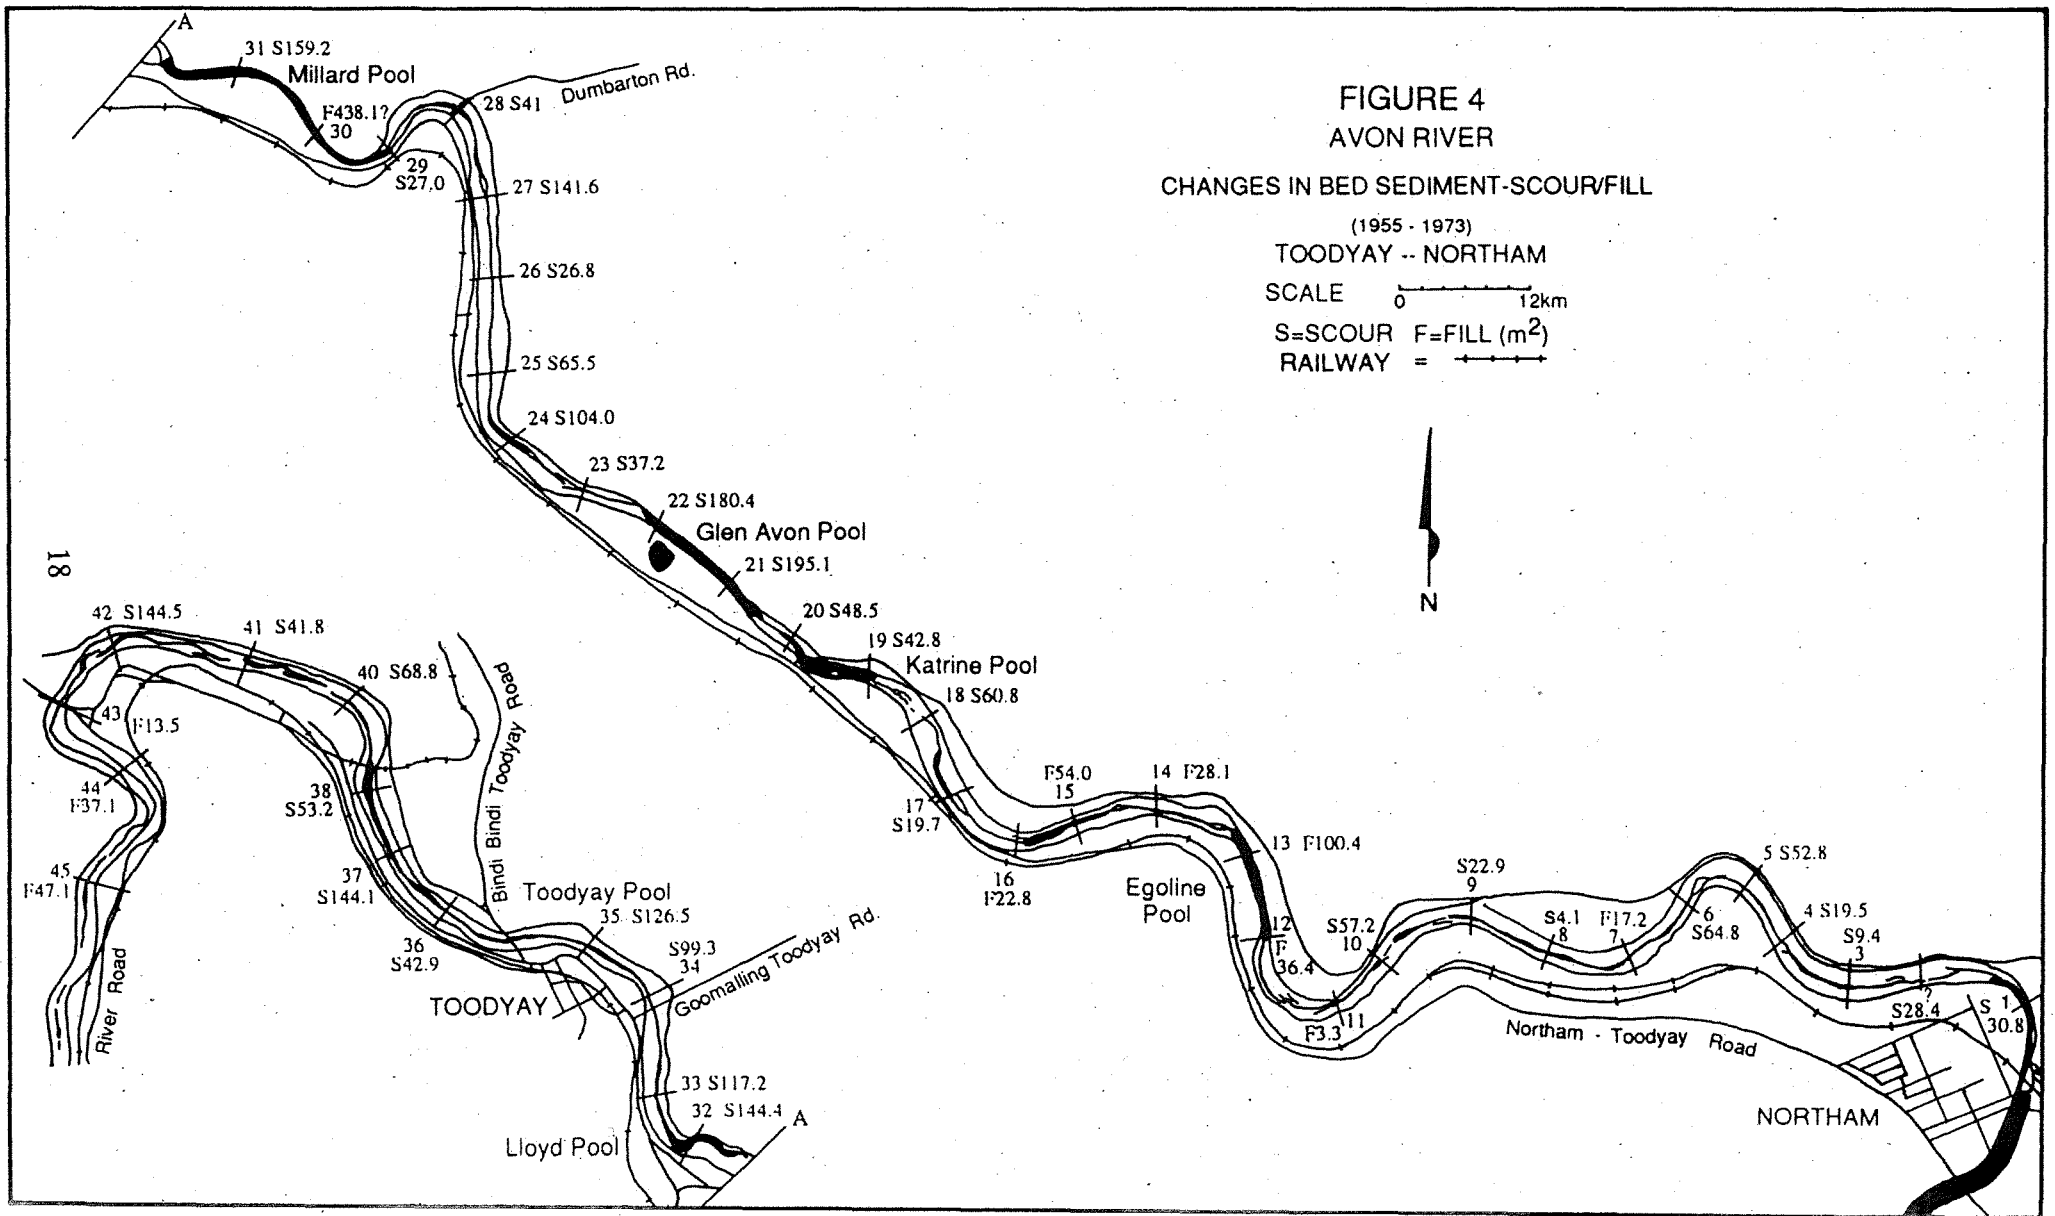 FIGURE 4
AVON RIVER
CHANGES IN BED SEDIMENT-SCOUR/FILL
(1955 - 1973)
TOODYAY -- NORTHAM
SCALE 0 12km
S=SCOUR F=FILL (m2)
RAILWAY =
N
A
31 S159.2
Millard Pool
F438.1?
30
28 S41
Dumbarton Rd.
29
S27.0
27 S141.6
26 S26.8
25 S65.5
24 S104.0
23 S37.2
22 S180.4
Glen Avon Pool
21 S195.1
20 S48.5
19 S42.8
Katrine Pool
18 S60.8
17
S19.7
16
F22.8
F54.0
15
14 F28.1
13 F100.4
Egoline
Pool
12
F
36.4
F3.3
11
S57.2
10
S22.9
9
S4.1
8
F17.2
7
6
S64.8
5 S52.8
4 S19.5
S9.4
3
?
S28.4
S 1
30.8
Northam - Toodyay Road
NORTHAM
18
42 S144.5
41 S41.8
40 S68.8
43
F13.5
44
F37.1
45
F47.1
River Road
38
S53.2
37
S144.1
36
S42.9
Bindi Bindi Toodyay Road
Toodyay Pool
35 S126.5
S99.3
34
Goomalling Toodyay Rd.
TOODYAY
33 S117.2
32 S144.4
A
Lloyd Pool